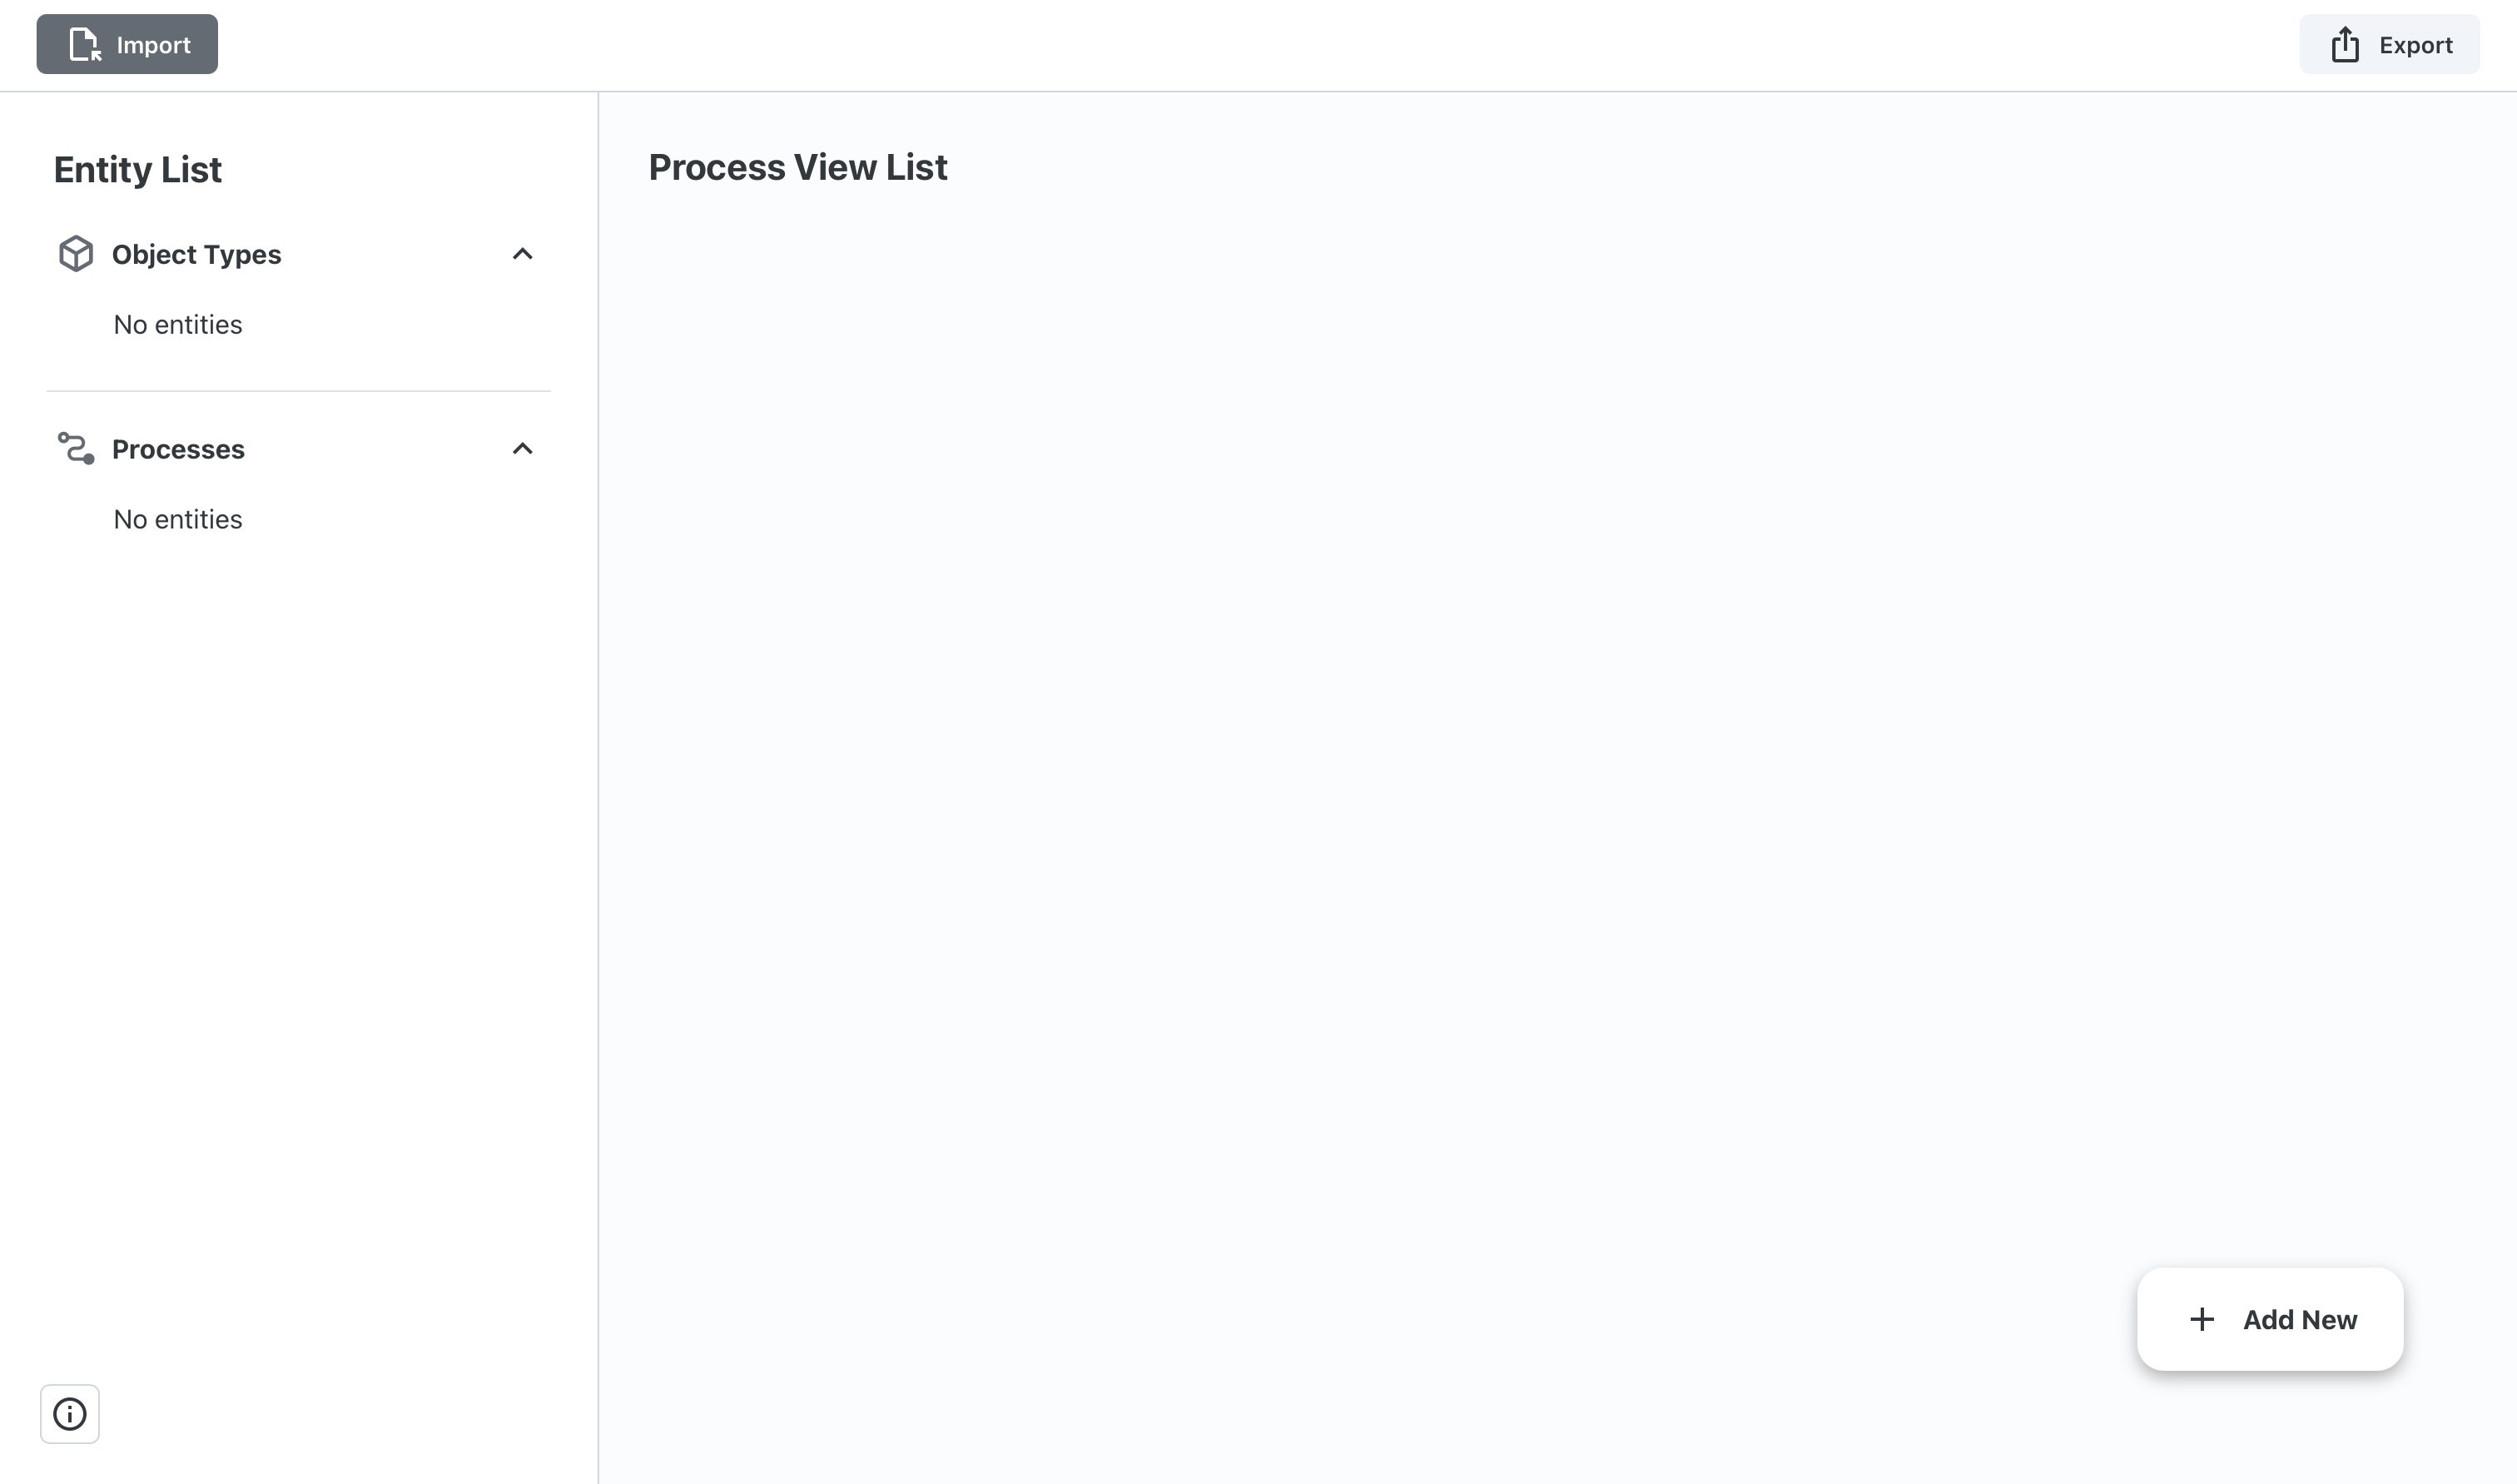 Import
Export
Entity List
Object Types
No entities
Processes
No entities
Process View List
Add New